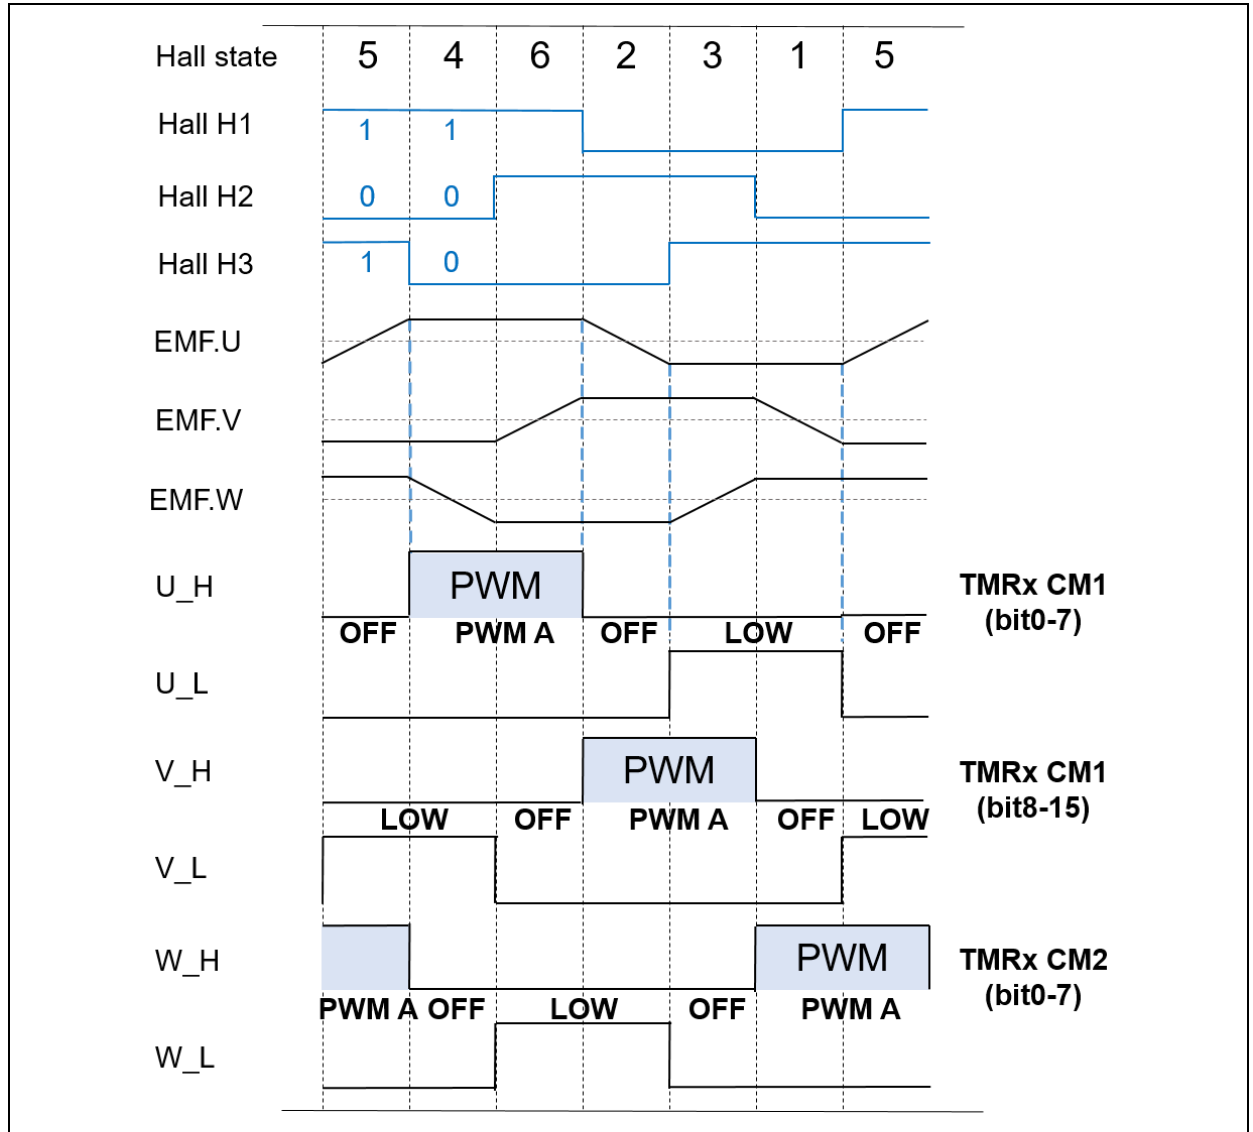 Hall state 5 4 6 2 3 1 5
Hall H1 1 1
Hall H2 0 0
Hall H3 1 0
EMF.U
EMF.V
EMF.W
U_H PWM TMRx CM1
(bit0-7)
OFF PWM A OFF LOW OFF
U_L
V_H PWM TMRx CM1
(bit8-15)
LOW OFF PWM A OFF LOW
V_L
W_H PWM TMRx CM2
(bit0-7)
PWM A OFF LOW OFF PWM A
W_L